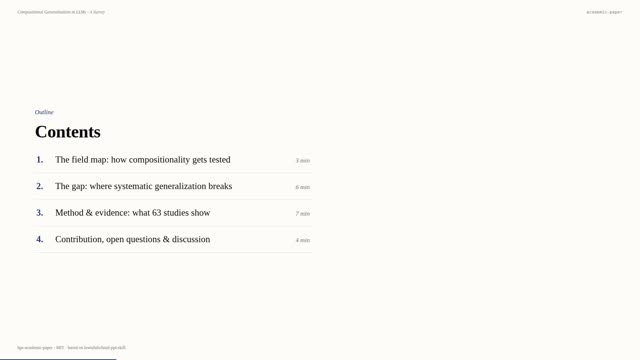 Compositional Generalization in LLMs · A Survey
academic-paper
Outline
Contents
1. The field map: how compositionality gets tested 3 min
2. The gap: where systematic generalization breaks 6 min
3. Method & evidence: what 63 studies show 7 min
4. Contribution, open questions & discussion 4 min